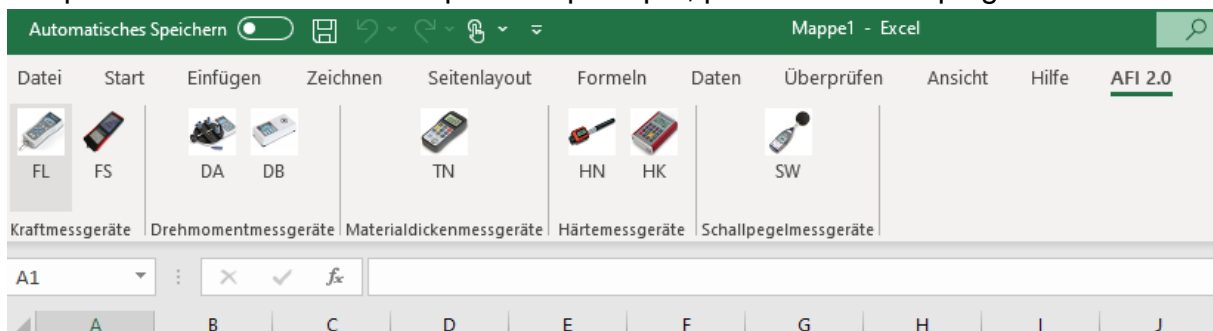 Automatisches Speichern Mappe1 - Excel
Datei Start Einfügen Zeichnen Seitenlayout Formeln Daten Überprüfen Ansicht Hilfe AFI 2.0
FL FS DA DB TN HN HK SW
Kraftmessgeräte Drehmomentmessgeräte Materialdickenmessgeräte Härtemessgeräte Schallpegelmessgeräte
A1 fx
A B C D E F G H I J